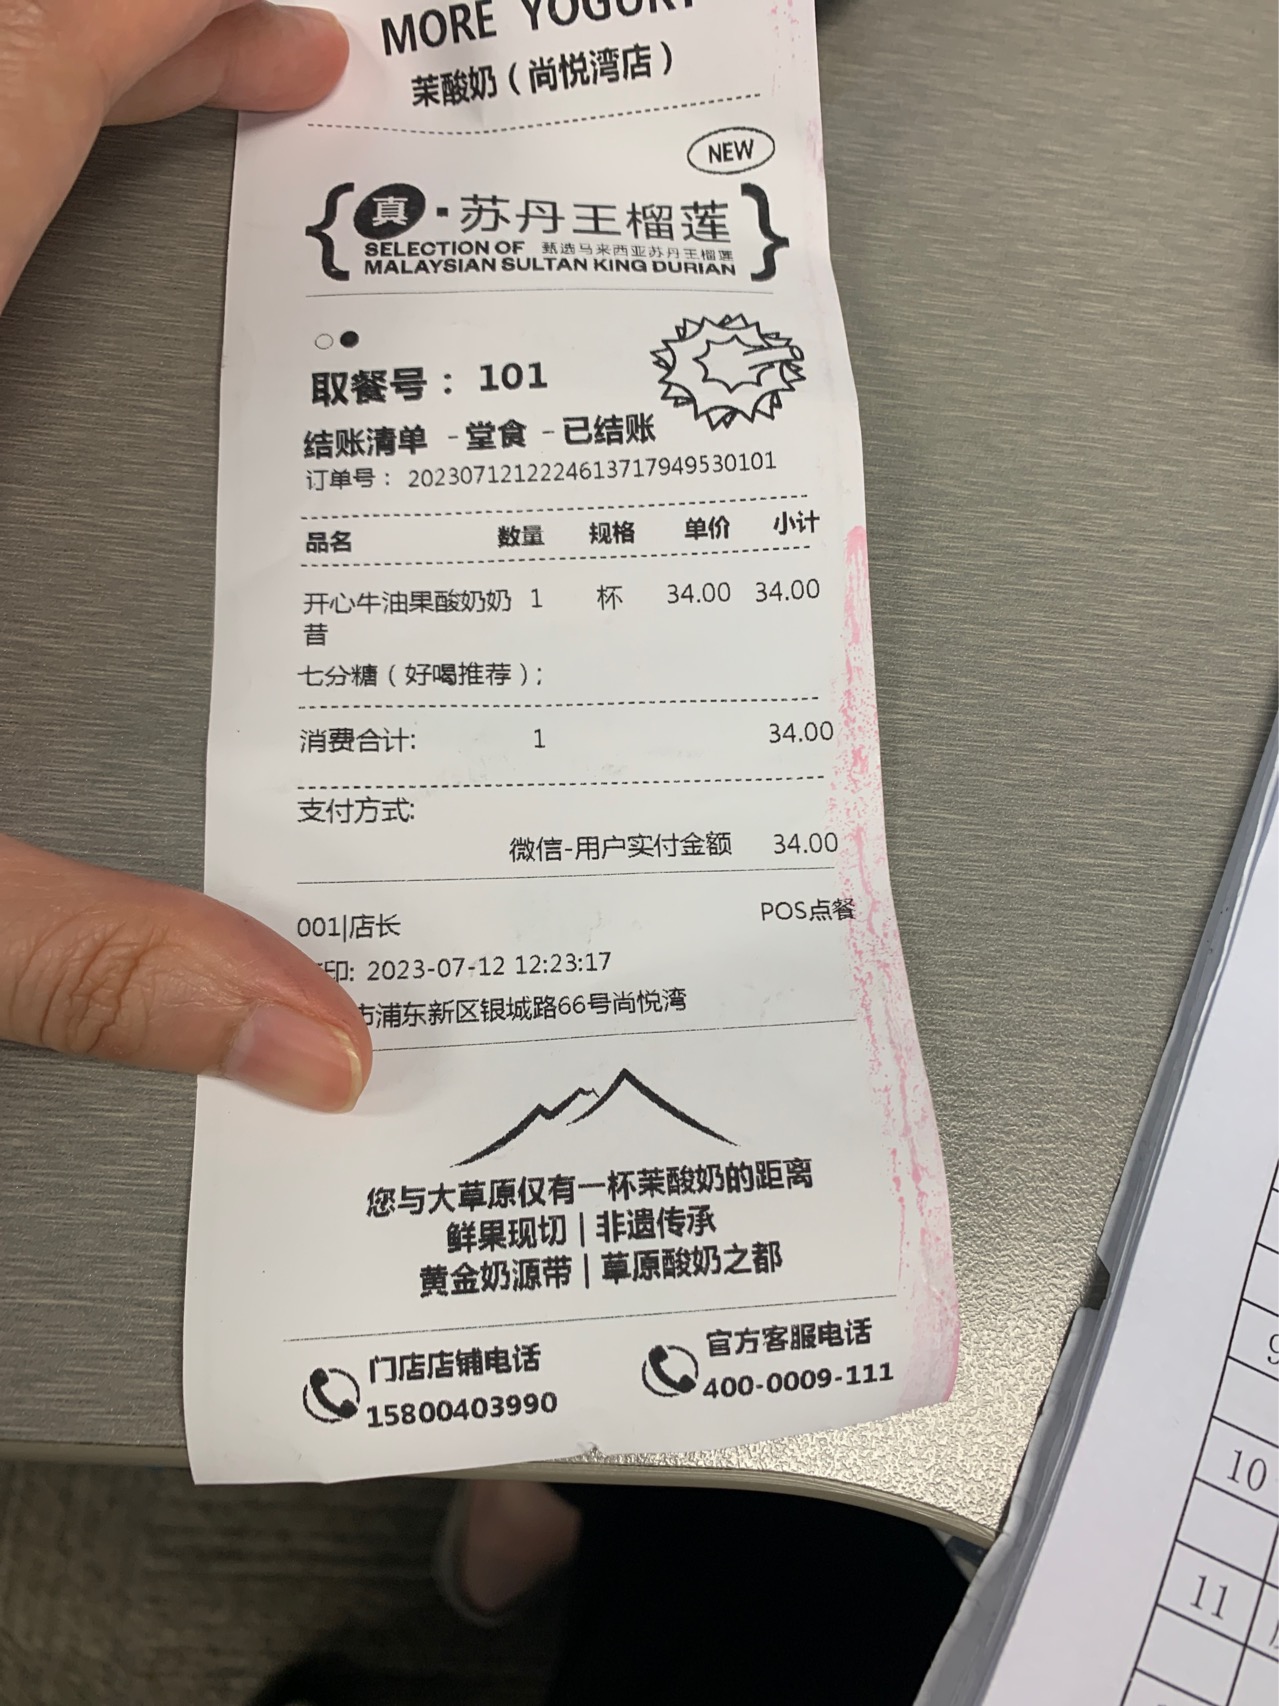 MORE YOGURT
茉酸奶（尚悦湾店）
NEW
真·苏丹王榴莲
SELECTION OF 甄选马来西亚苏丹王榴莲
MALAYSIAN SULTAN KING DURIAN
取餐号： 101
结账清单 -堂食 -已结账
订单号： 20230712122246137179495​30101
品名 数量 规格 单价 小计
开心牛油果酸奶奶 1 杯 34.00 34.00
昔
七分糖（好喝推荐）;
消费合计: 1 34.00
支付方式:
微信-用户实付金额 34.00
001|店长 POS点餐
印: 2023-07-12 12:23:17
市浦东新区银城路66号尚悦湾
您与大草原仅有一杯茉酸奶的距离
鲜果现切|非遗传承
黄金奶源带|草原酸奶之都
门店店铺电话
15800403990
官方客服电话
400-0009-111
9
10
11